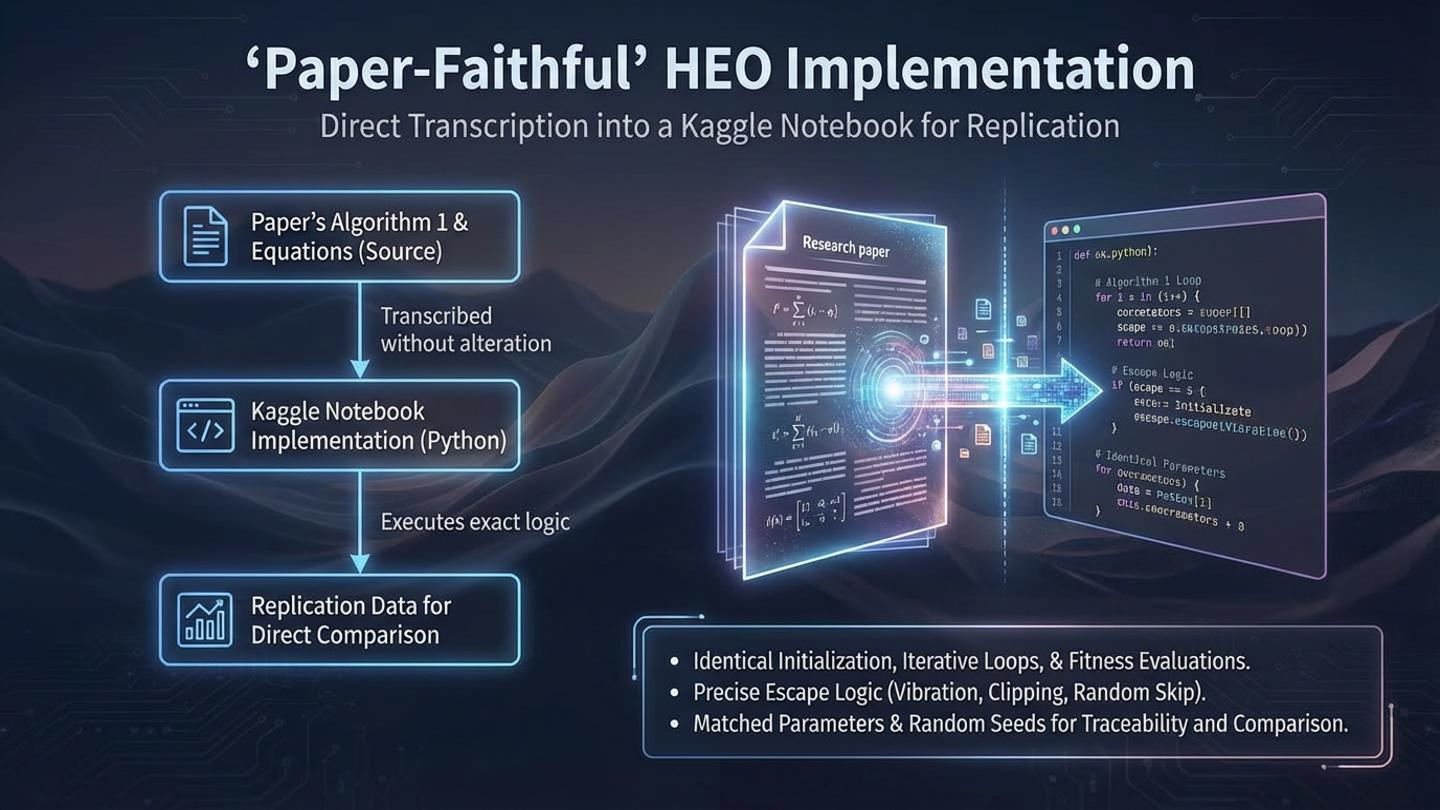 ‘Paper-Faithful’ HEO Implementation
Direct Transcription into a Kaggle Notebook for Replication
Paper’s Algorithm 1 &
Equations (Source)
Transcribed
without alteration
Kaggle Notebook
Implementation (Python)
Executes exact logic
Replication Data for
Direct Comparison
Research paper
# Algorithm 1 Loop
return
# Escape Logic
# Identical Parameters
• Identical Initialization, Iterative Loops, & Fitness Evaluations.
• Precise Escape Logic (Vibration, Clipping, Random Skip).
• Matched Parameters & Random Seeds for Traceability and Comparison.